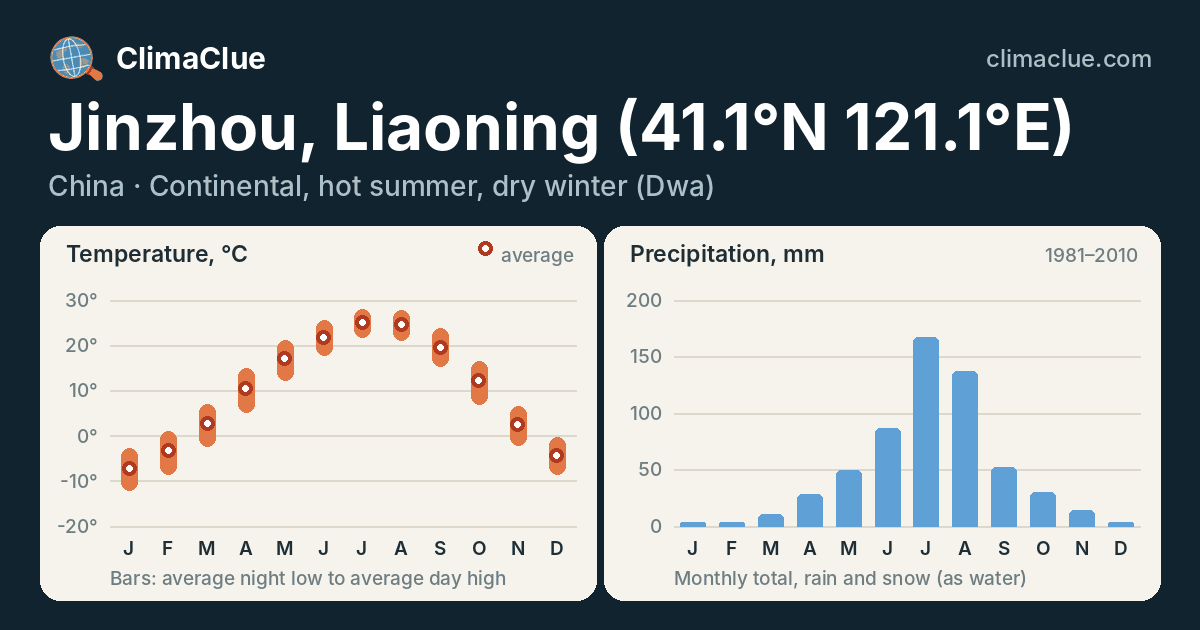 ClimaClue
climaclue.com
Jinzhou, Liaoning (41.1°N 121.1°E)
China · Continental, hot summer, dry winter (Dwa)
Temperature, °C
average
30°
20°
10°
0°
-10°
-20°
J F M A M J J A S O N D
Bars: average night low to average day high
Precipitation, mm
1981–2010
200
150
100
50
0
J F M A M J J A S O N D
Monthly total, rain and snow (as water)